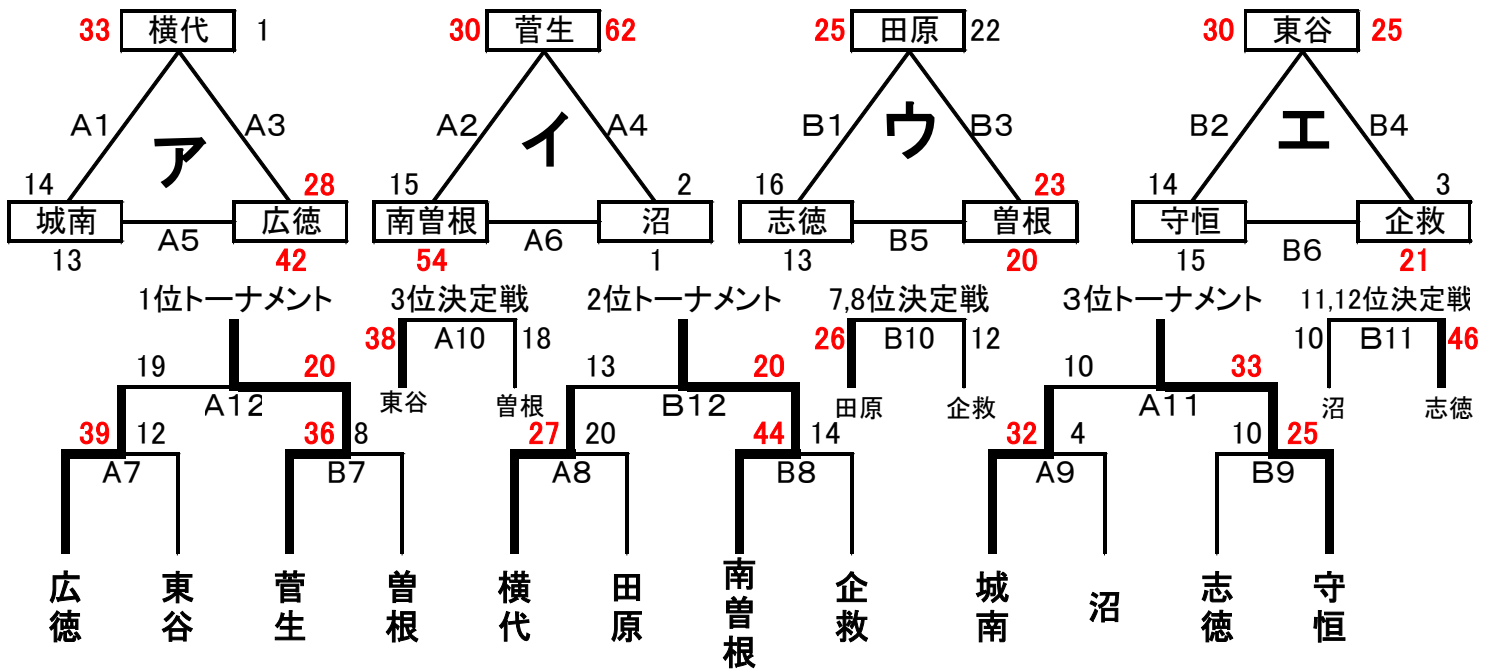 33 横代 1 30 菅生 62 25 田原 22 30 東谷 25
A1 ア A3 A2 イ A4 B1 ウ B3 B2 エ B4
14 28 15 2 16 23 14 3
城南 A5 広徳 南曽根 A6 沼 志徳 B5 曽根 守恒 B6 企救
13 42 54 1 13 20 15 21
1位トーナメント 3位決定戦 2位トーナメント 7,8位決定戦 3位トーナメント 11,12位決定戦
38 A10 18 26 B10 12 10 B11 46
19 20 13 20 10 33
A12 東谷 曽根 B12 田原 企救 A11 沼 志徳
39 12 36 8 27 20 44 14 32 4 10 25
A7 B7 A8 B8 A9 B9
広徳 東谷 菅生 曽根 横代 田原 南曽根 企救 城南 沼 志徳 守恒